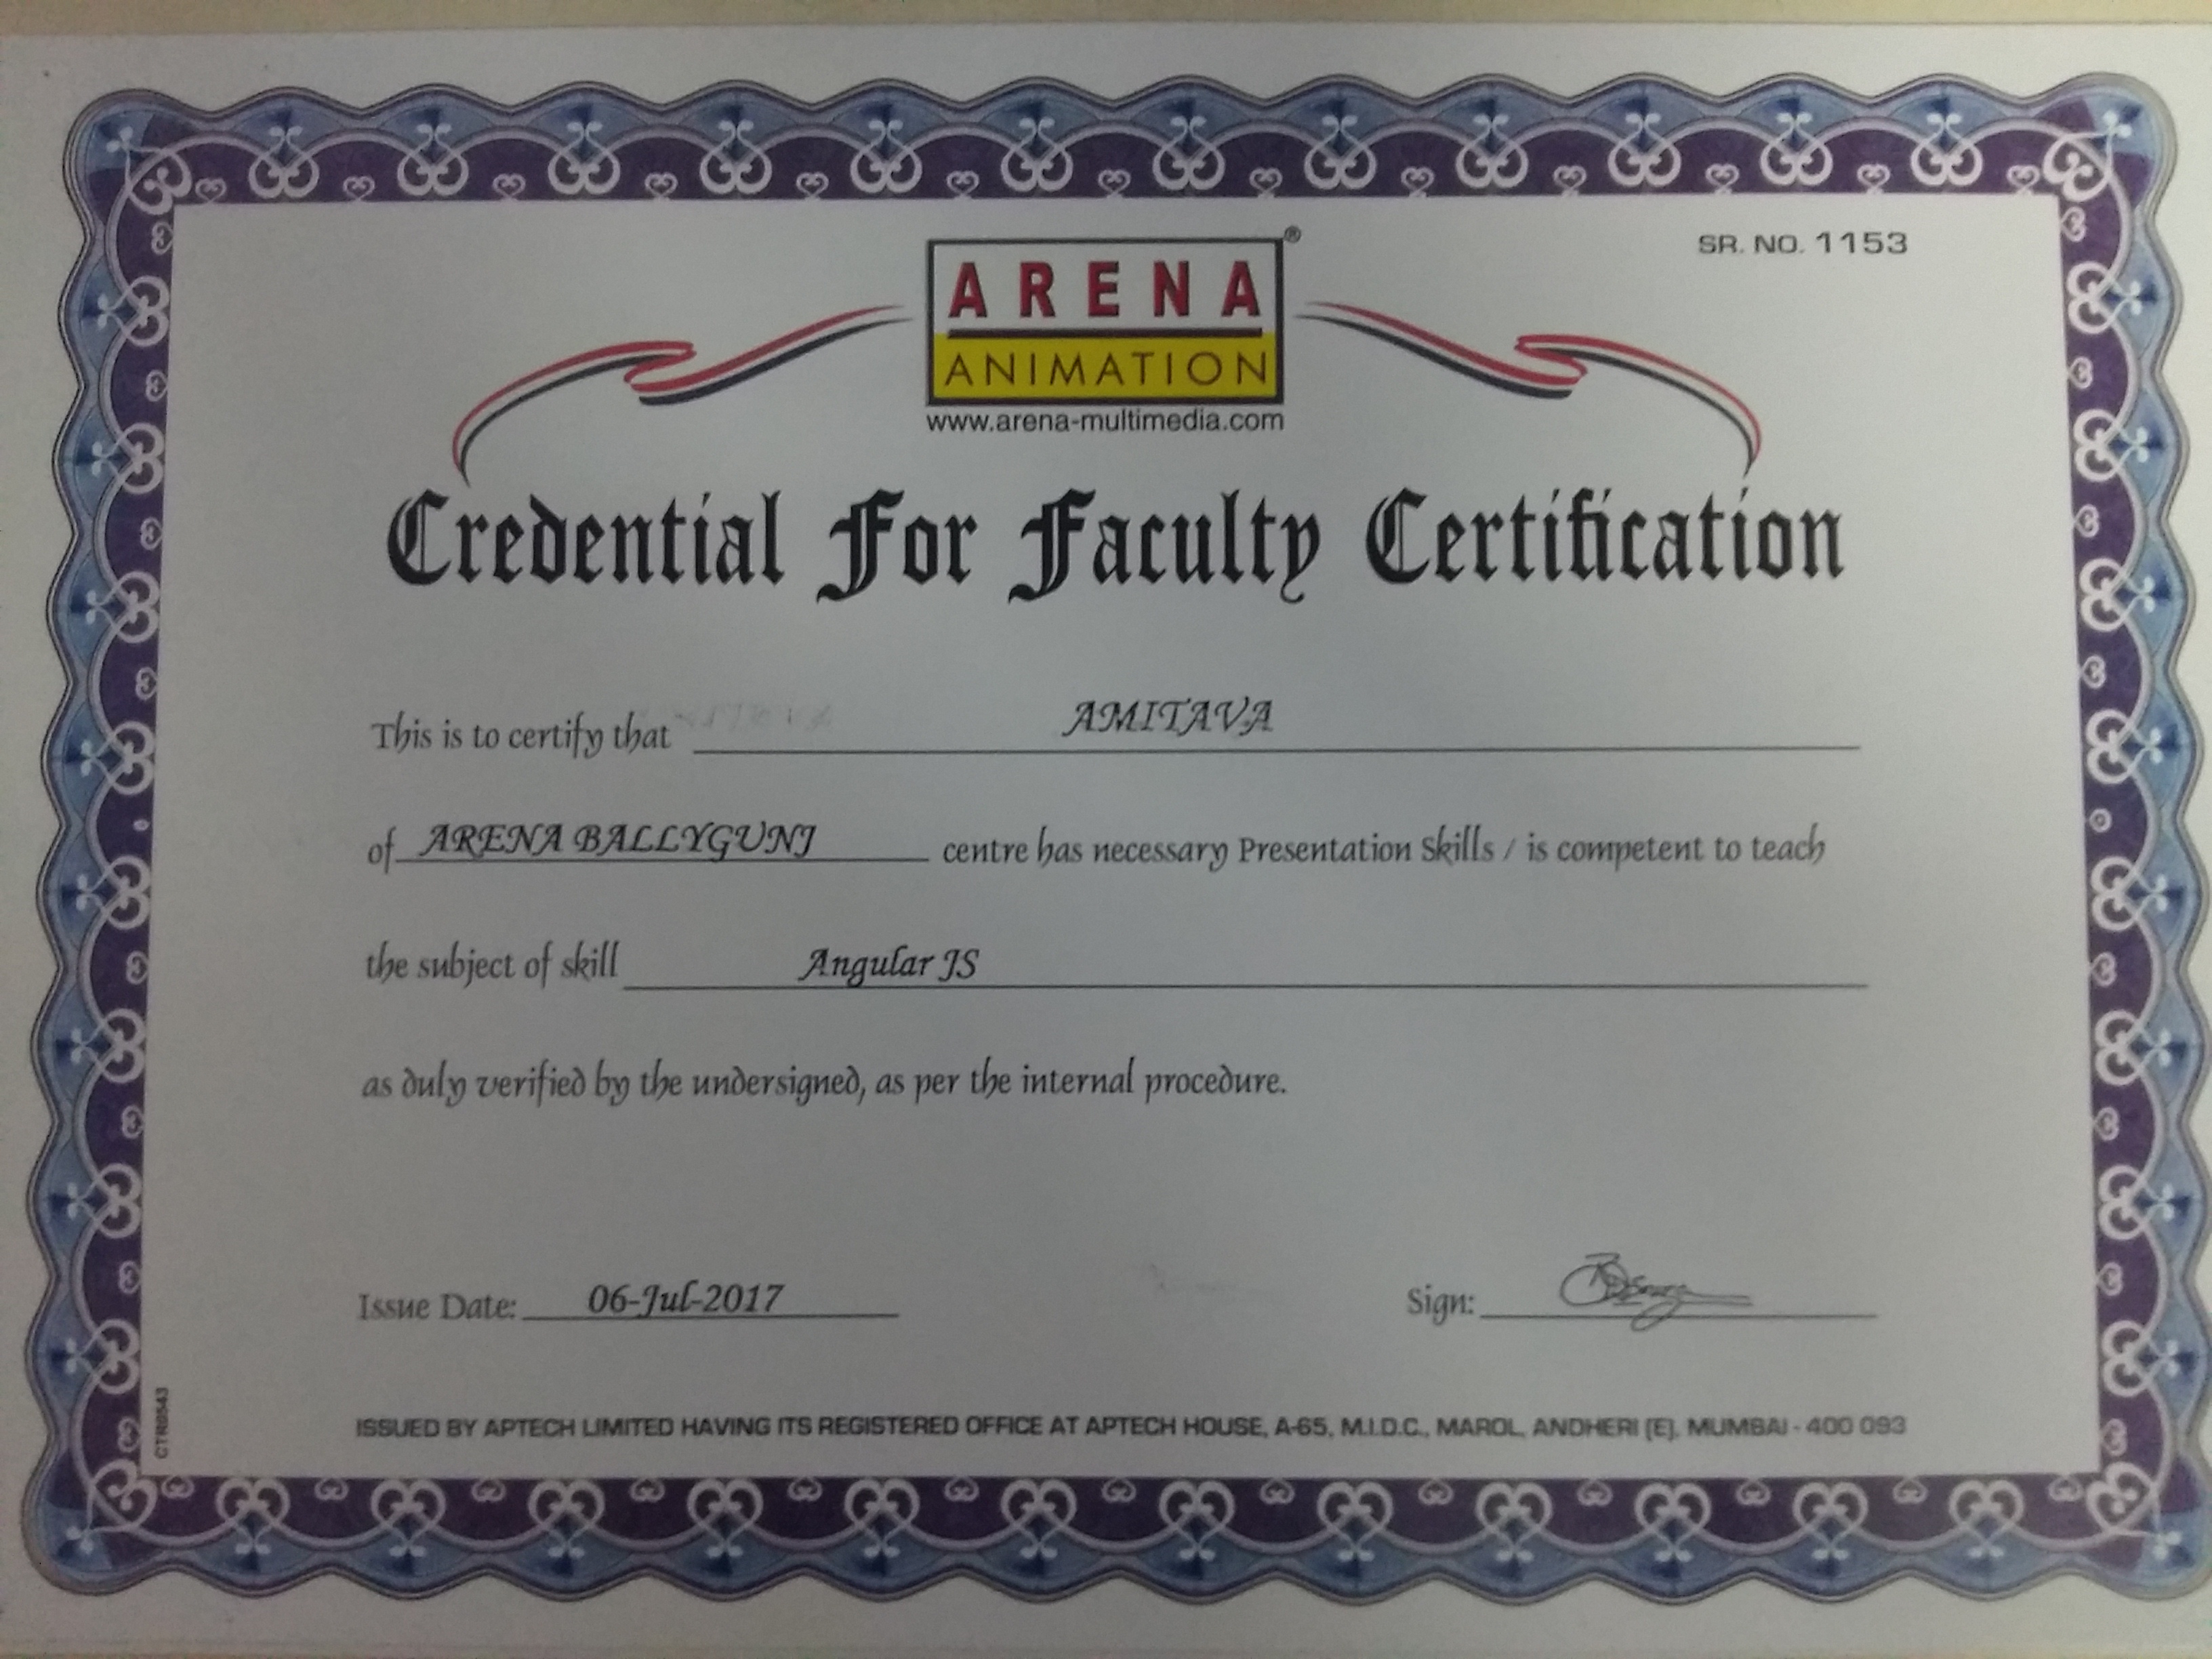 SR. NO. 1153
ARENA ®
ANIMATION
www.arena-multimedia.com
Credential For Faculty Certification
This is to certify that AMITAVA
of ARENA BALLYGUNJ centre has necessary Presentation Skills / is competent to teach
the subject of skill Angular JS
as duly verified by the undersigned, as per the internal procedure.
Issue Date: 06-Jul-2017 Sign:
CTR0543
ISSUED BY APTECH LIMITED HAVING ITS REGISTERED OFFICE AT APTECH HOUSE, A-65, M.I.D.C., MAROL, ANDHERI (E), MUMBAI - 400 093